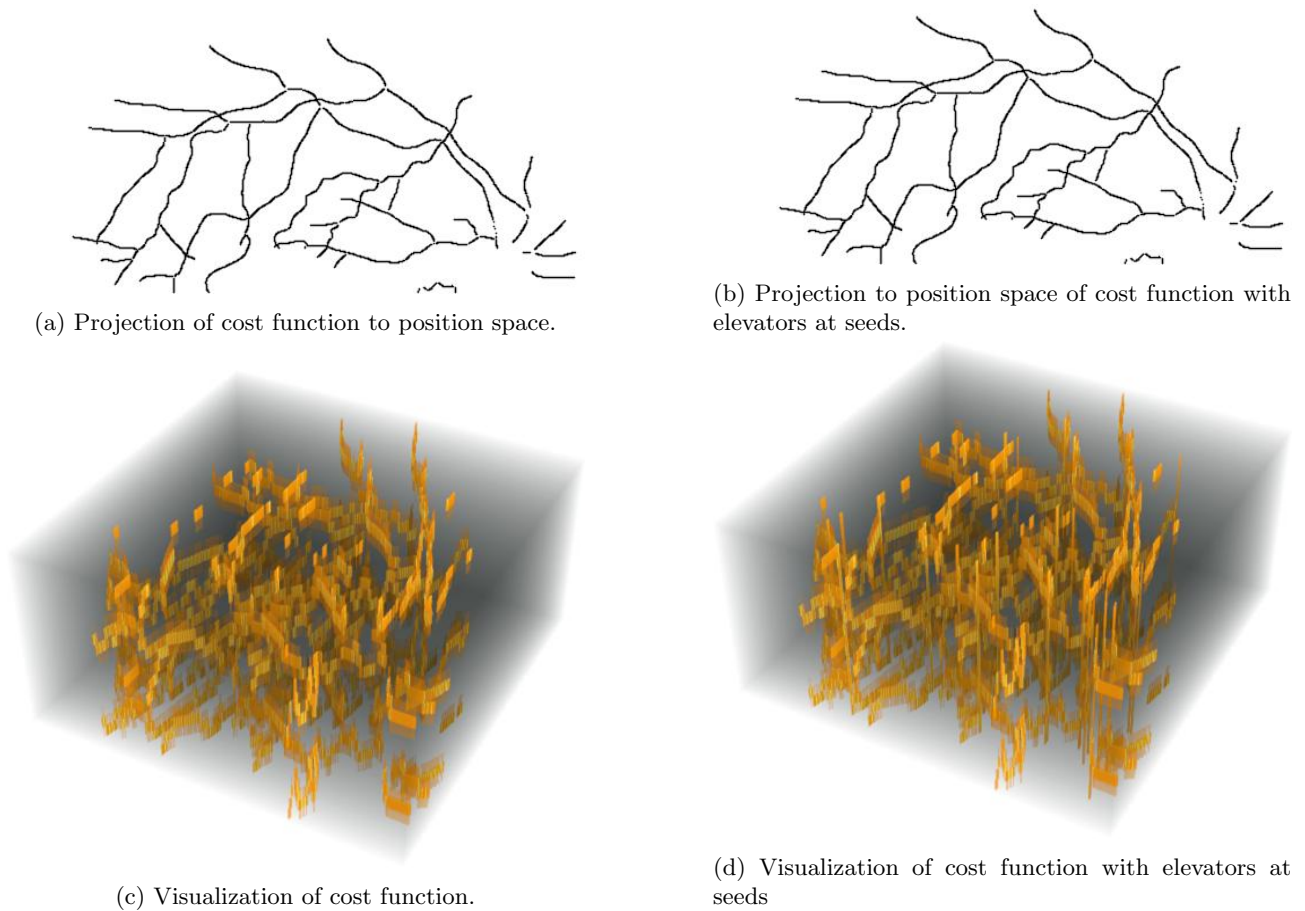 (a) Projection of cost function to position space.
(b) Projection to position space of cost function with
elevators at seeds.
(c) Visualization of cost function.
(d) Visualization of cost function with elevators at
seeds